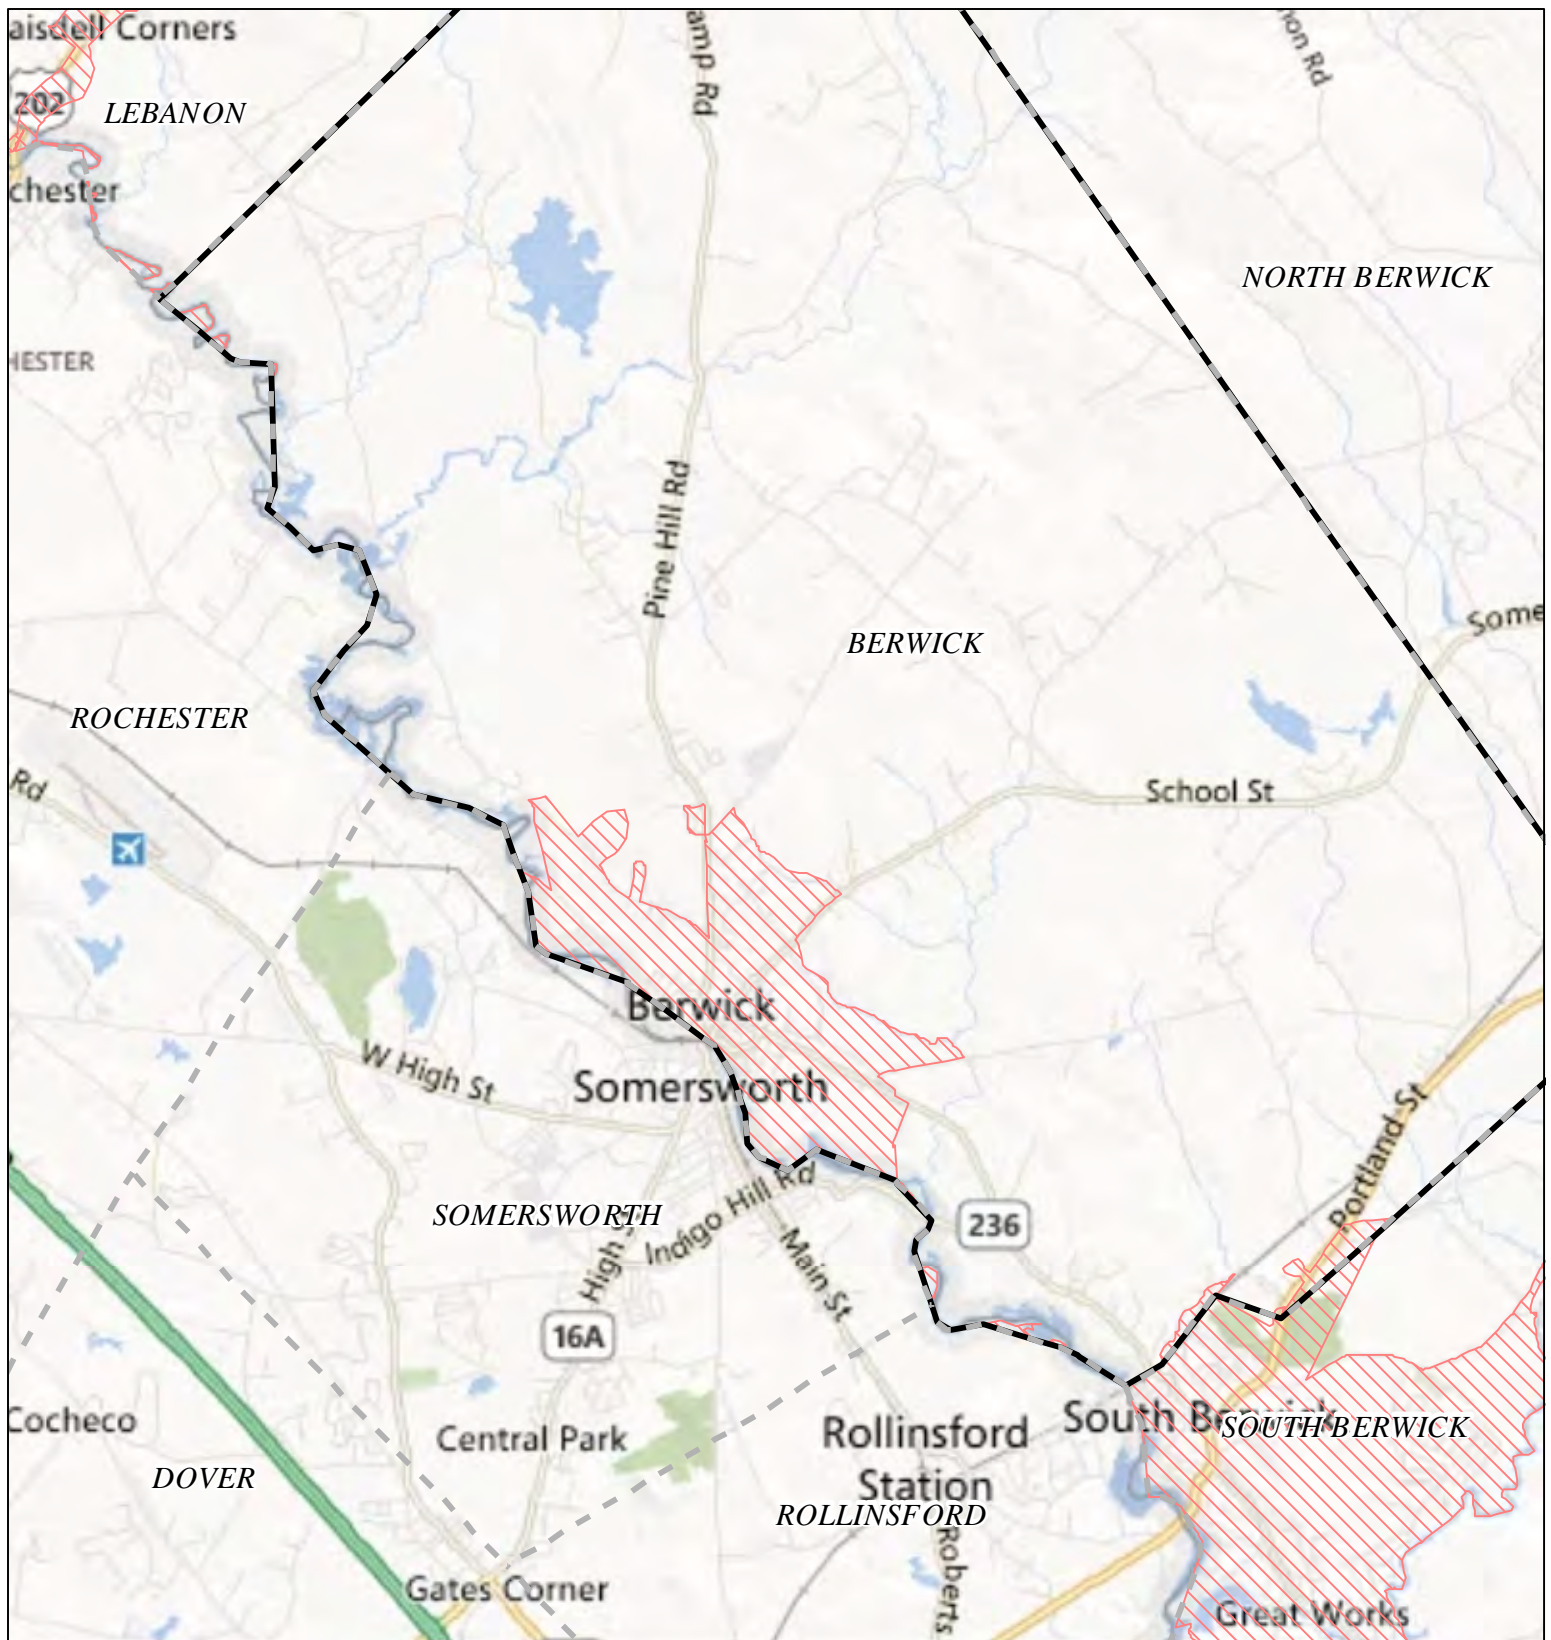 aisdell Corners
amp Rd
non Rd
202
LEBANON
chester
NORTH BERWICK
HESTER
Pine Hill Rd
Some
BERWICK
ROCHESTER
Rd
School St
Berwick
W High St
Somersworth
Portland St
SOMERSWORTH
High S
Indigo Hill Rd
236
Main St
16A
Cocheco
Central Park
Rollinsford
Station
South Berwick
SOUTH BERWICK
DOVER
ROLLINSFORD
Roberts
Gates Corner
Great Works